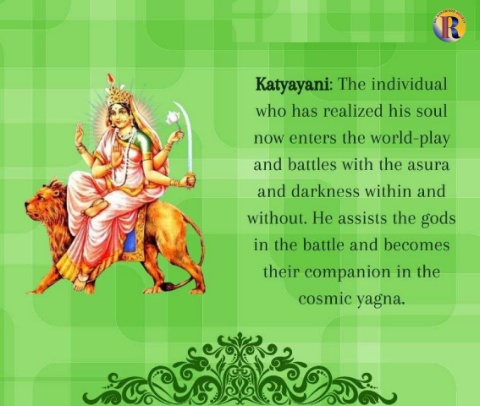 Katyayani: The individual
who has realized his soul
now enters the world-play
and battles with the asura
and darkness within and
without. He assists the gods
in the battle and becomes
their companion in the
cosmic yagna.